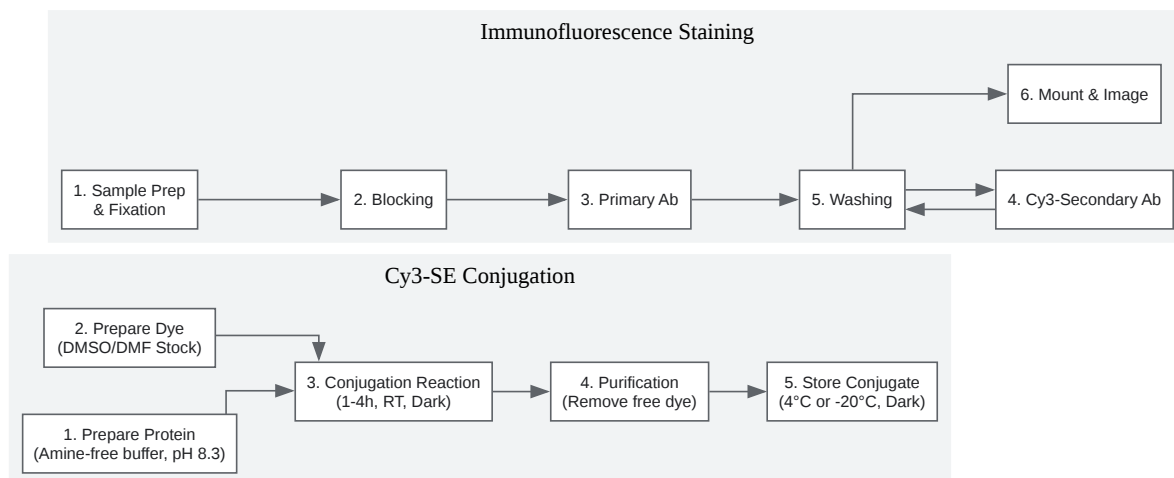 Immunofluorescence Staining
6. Mount & Image
1. Sample Prep
& Fixation
2. Blocking
3. Primary Ab
5. Washing
4. Cy3-Secondary Ab
Cy3-SE Conjugation
2. Prepare Dye
(DMSO/DMF Stock)
1. Prepare Protein
(Amine-free buffer, pH 8.3)
3. Conjugation Reaction
(1-4h, RT, Dark)
4. Purification
(Remove free dye)
5. Store Conjugate
(4°C or -20°C, Dark)